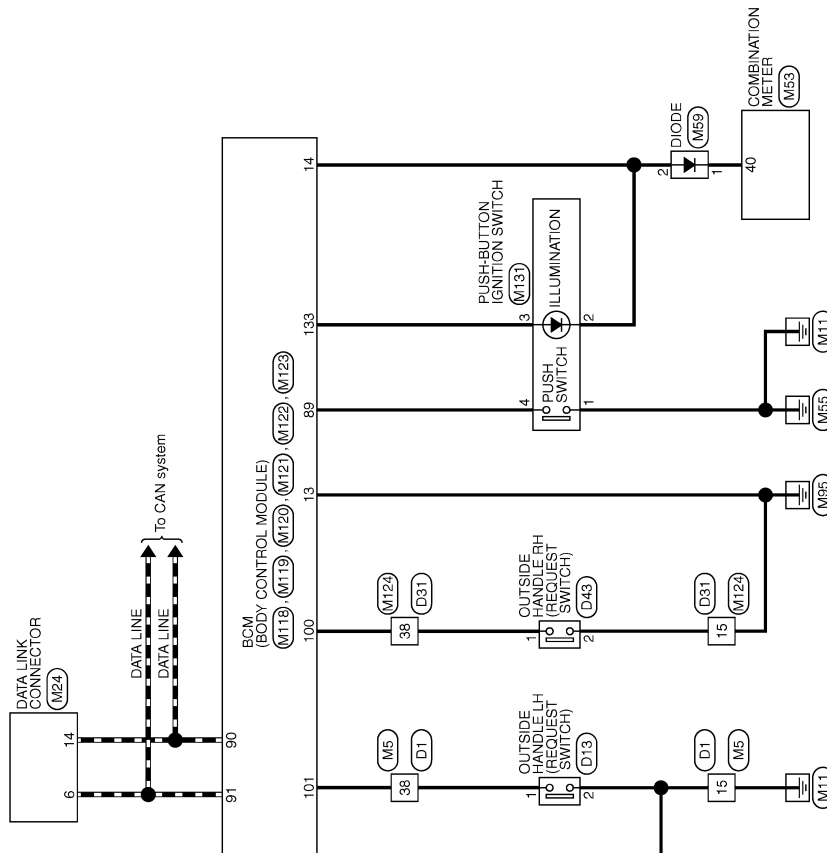 COMBINATION
METER
M53
40
DIODE
M59
2
1
14
PUSH-BUTTON
IGNITION SWITCH
M131
3
ILLUMINATION
2
4
PUSH
SWITCH
1
133
89
M11
M55
BCM
(BODY CONTROL MODULE)
M118 , M119 , M120 , M121 , M122 , M123
13
M95
To CAN system
DATA LINE
DATA LINE
DATA LINK
CONNECTOR
M24
14
6
90
91
100
M124
38
D31
OUTSIDE
HANDLE RH
(REQUEST
SWITCH)
D43
1
2
D31
15
M124
101
M5
38
D1
OUTSIDE
HANDLE LH
(REQUEST
SWITCH)
D13
1
2
D1
15
M5
M11